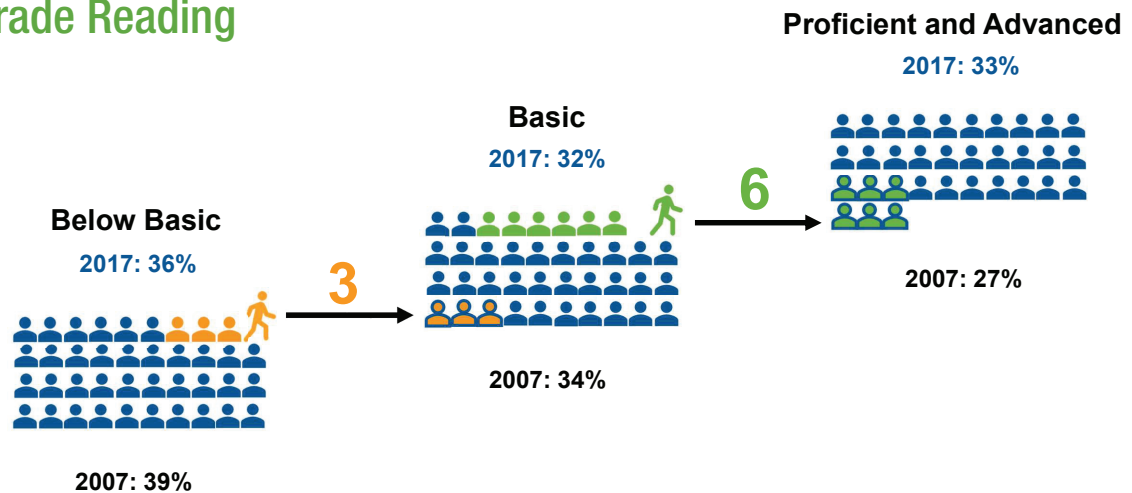 rade Reading
Proficient and Advanced
2017: 33%
Basic
2017: 32%
6
Below Basic
2017: 36%
3
2007: 27%
2007: 34%
2007: 39%